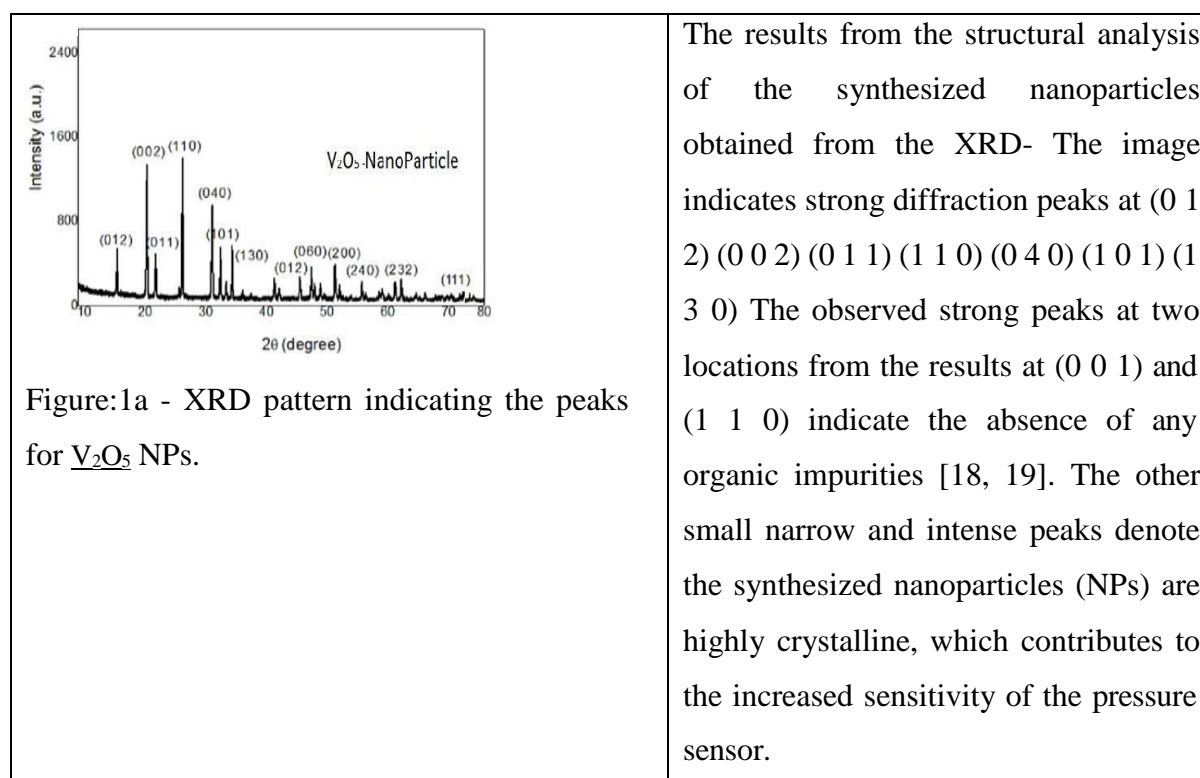 2400
1600
800
0
Intensity (a.u.)
(012)
(002)
(011)
(110)
(040)
(101)
(130)
(012)
(060)
(200)
(240)
(232)
(111)
V₂O₅-NanoParticle
10 20 30 40 50 60 70 80
2θ (degree)
Figure:1a - XRD pattern indicating the peaks
for V₂O₅ NPs.
The results from the structural analysis
of the synthesized nanoparticles
obtained from the XRD- The image
indicates strong diffraction peaks at (0 1
2) (0 0 2) (0 1 1) (1 1 0) (0 4 0) (1 0 1) (1
3 0) The observed strong peaks at two
locations from the results at (0 0 1) and
(1 1 0) indicate the absence of any
organic impurities [18, 19]. The other
small narrow and intense peaks denote
the synthesized nanoparticles (NPs) are
highly crystalline, which contributes to
the increased sensitivity of the pressure
sensor.